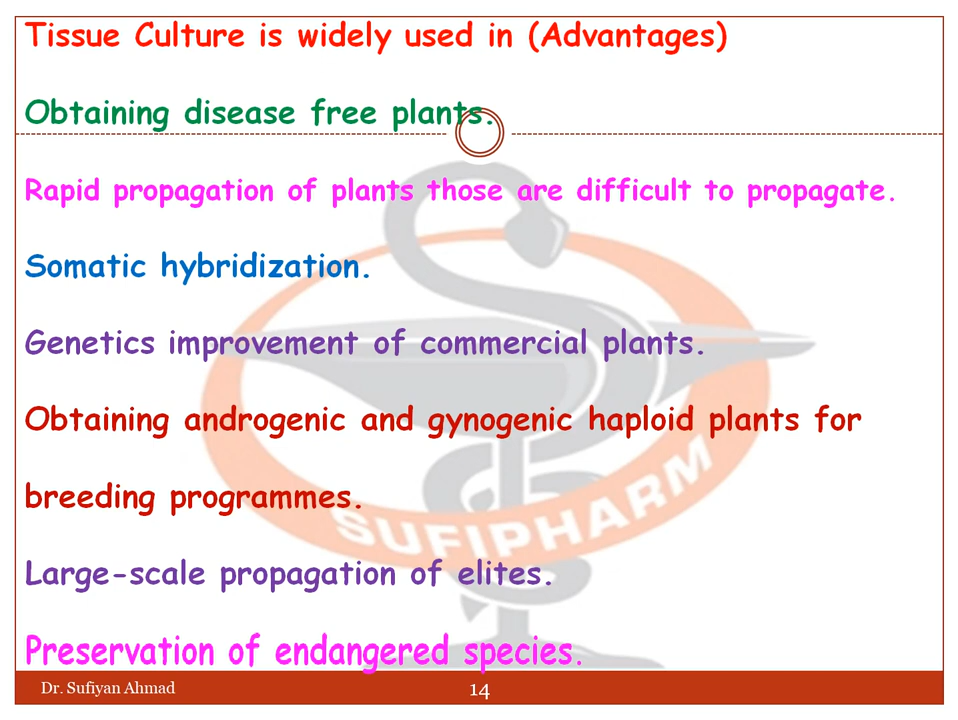 Tissue Culture is widely used in (Advantages)
Obtaining disease free plants.
Rapid propagation of plants those are difficult to propagate.
Somatic hybridization.
Genetics improvement of commercial plants.
Obtaining androgenic and gynogenic haploid plants for
breeding programmes.
SUFIPHARM
Large-scale propagation of elites.
Preservation of endangered species.
Dr. Sufiyan Ahmad
14